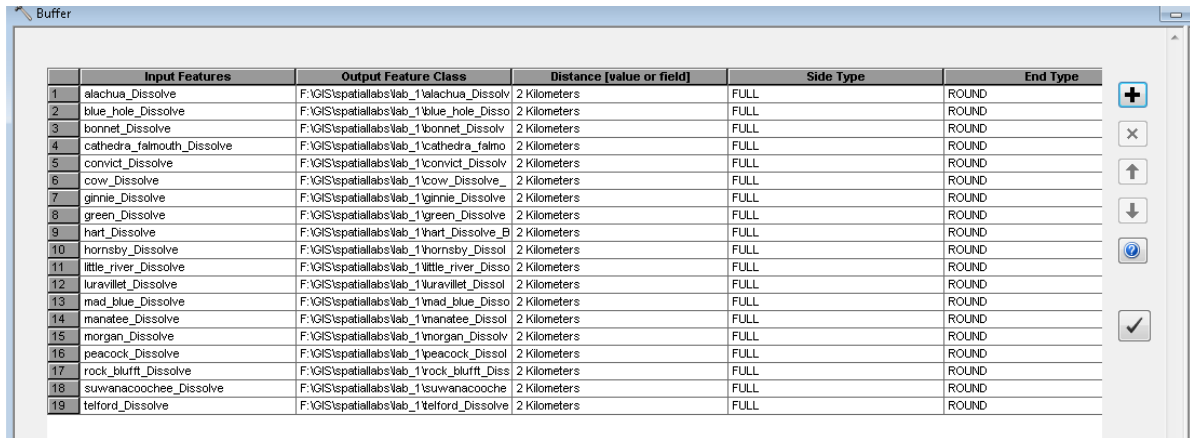 Buffer
Input Features Output Feature Class Distance [value or field] Side Type End Type
1 alachua_Dissolve F:\GIS\spatiallabs\lab_1\alachua_Dissolv 2 Kilometers FULL ROUND
2 blue_hole_Dissolve F:\GIS\spatiallabs\lab_1\blue_hole_Disso 2 Kilometers FULL ROUND
3 bonnet_Dissolve F:\GIS\spatiallabs\lab_1\bonnet_Dissolv 2 Kilometers FULL ROUND
4 cathedra_falmouth_Dissolve F:\GIS\spatiallabs\lab_1\cathedra_falmo 2 Kilometers FULL ROUND
5 convict_Dissolve F:\GIS\spatiallabs\lab_1\convict_Dissolv 2 Kilometers FULL ROUND
6 cow_Dissolve F:\GIS\spatiallabs\lab_1\cow_Dissolve_ 2 Kilometers FULL ROUND
7 ginnie_Dissolve F:\GIS\spatiallabs\lab_1\ginnie_Dissolve 2 Kilometers FULL ROUND
8 green_Dissolve F:\GIS\spatiallabs\lab_1\green_Dissolve 2 Kilometers FULL ROUND
9 hart_Dissolve F:\GIS\spatiallabs\lab_1\hart_Dissolve_B 2 Kilometers FULL ROUND
10 hornsby_Dissolve F:\GIS\spatiallabs\lab_1\hornsby_Dissol 2 Kilometers FULL ROUND
11 little_river_Dissolve F:\GIS\spatiallabs\lab_1\little_river_Disso 2 Kilometers FULL ROUND
12 luravillet_Dissolve F:\GIS\spatiallabs\lab_1\luravillet_Dissol 2 Kilometers FULL ROUND
13 mad_blue_Dissolve F:\GIS\spatiallabs\lab_1\mad_blue_Disso 2 Kilometers FULL ROUND
14 manatee_Dissolve F:\GIS\spatiallabs\lab_1\manatee_Dissol 2 Kilometers FULL ROUND
15 morgan_Dissolve F:\GIS\spatiallabs\lab_1\morgan_Dissolv 2 Kilometers FULL ROUND
16 peacock_Dissolve F:\GIS\spatiallabs\lab_1\peacock_Dissol 2 Kilometers FULL ROUND
17 rock_blufft_Dissolve F:\GIS\spatiallabs\lab_1\rock_blufft_Diss 2 Kilometers FULL ROUND
18 suwanacoochee_Dissolve F:\GIS\spatiallabs\lab_1\suwanacooche 2 Kilometers FULL ROUND
19 telford_Dissolve F:\GIS\spatiallabs\lab_1\telford_Dissolve 2 Kilometers FULL ROUND